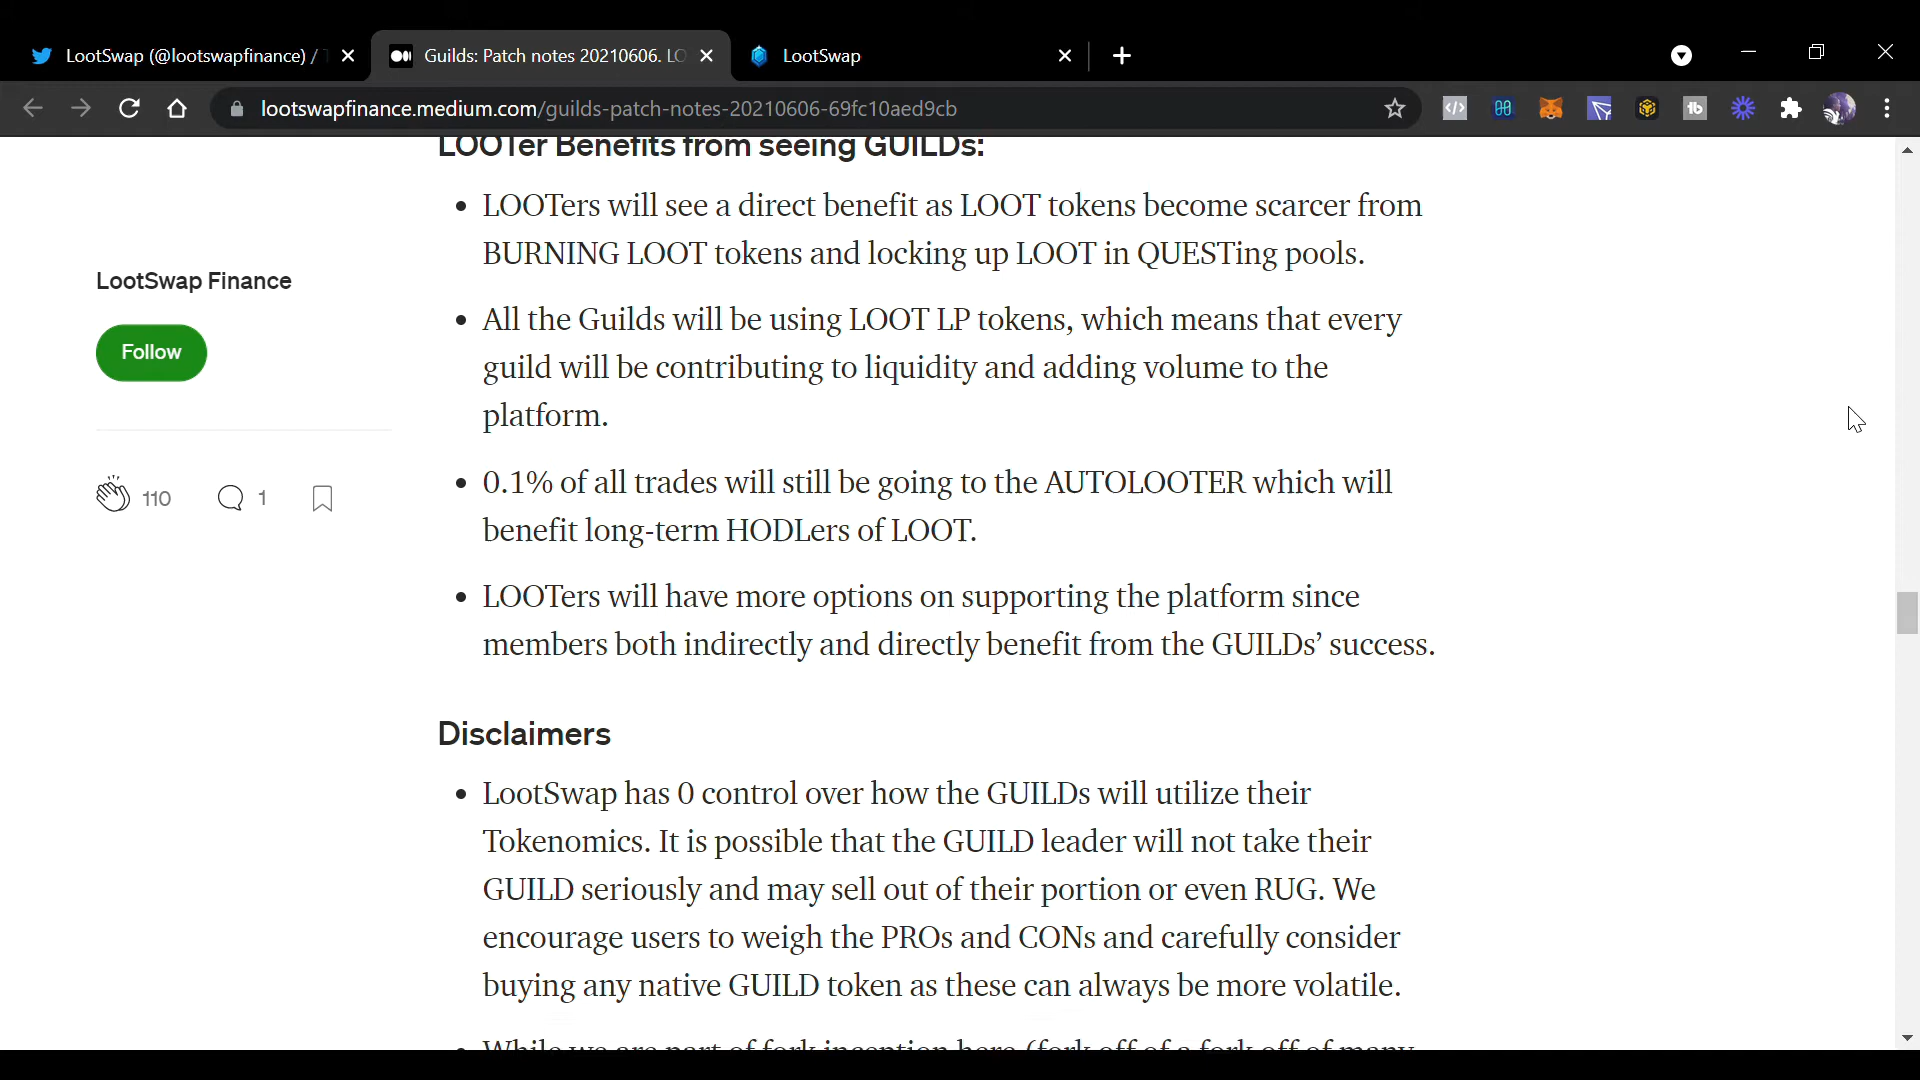 LootSwap (@lootswapfinance) / T
Guilds: Patch notes 20210606. LO
LootSwap
lootswapfinance.medium.com/guilds-patch-notes-20210606-69fc10aed9cb
LOOTer Benefits from seeing GUILDs:
• LOOTers will see a direct benefit as LOOT tokens become scarcer from
BURNING LOOT tokens and locking up LOOT in QUESTing pools.
LootSwap Finance
Follow
110
1
• All the Guilds will be using LOOT LP tokens, which means that every
guild will be contributing to liquidity and adding volume to the
platform.
• 0.1% of all trades will still be going to the AUTOLOOTER which will
benefit long-term HODLers of LOOT.
• LOOTers will have more options on supporting the platform since
members both indirectly and directly benefit from the GUILDs’ success.
Disclaimers
• LootSwap has 0 control over how the GUILDs will utilize their
Tokenomics. It is possible that the GUILD leader will not take their
GUILD seriously and may sell out of their portion or even RUG. We
encourage users to weigh the PROs and CONs and carefully consider
buying any native GUILD token as these can always be more volatile.
• While we are part of fork inception here (fork off of a fork off of many